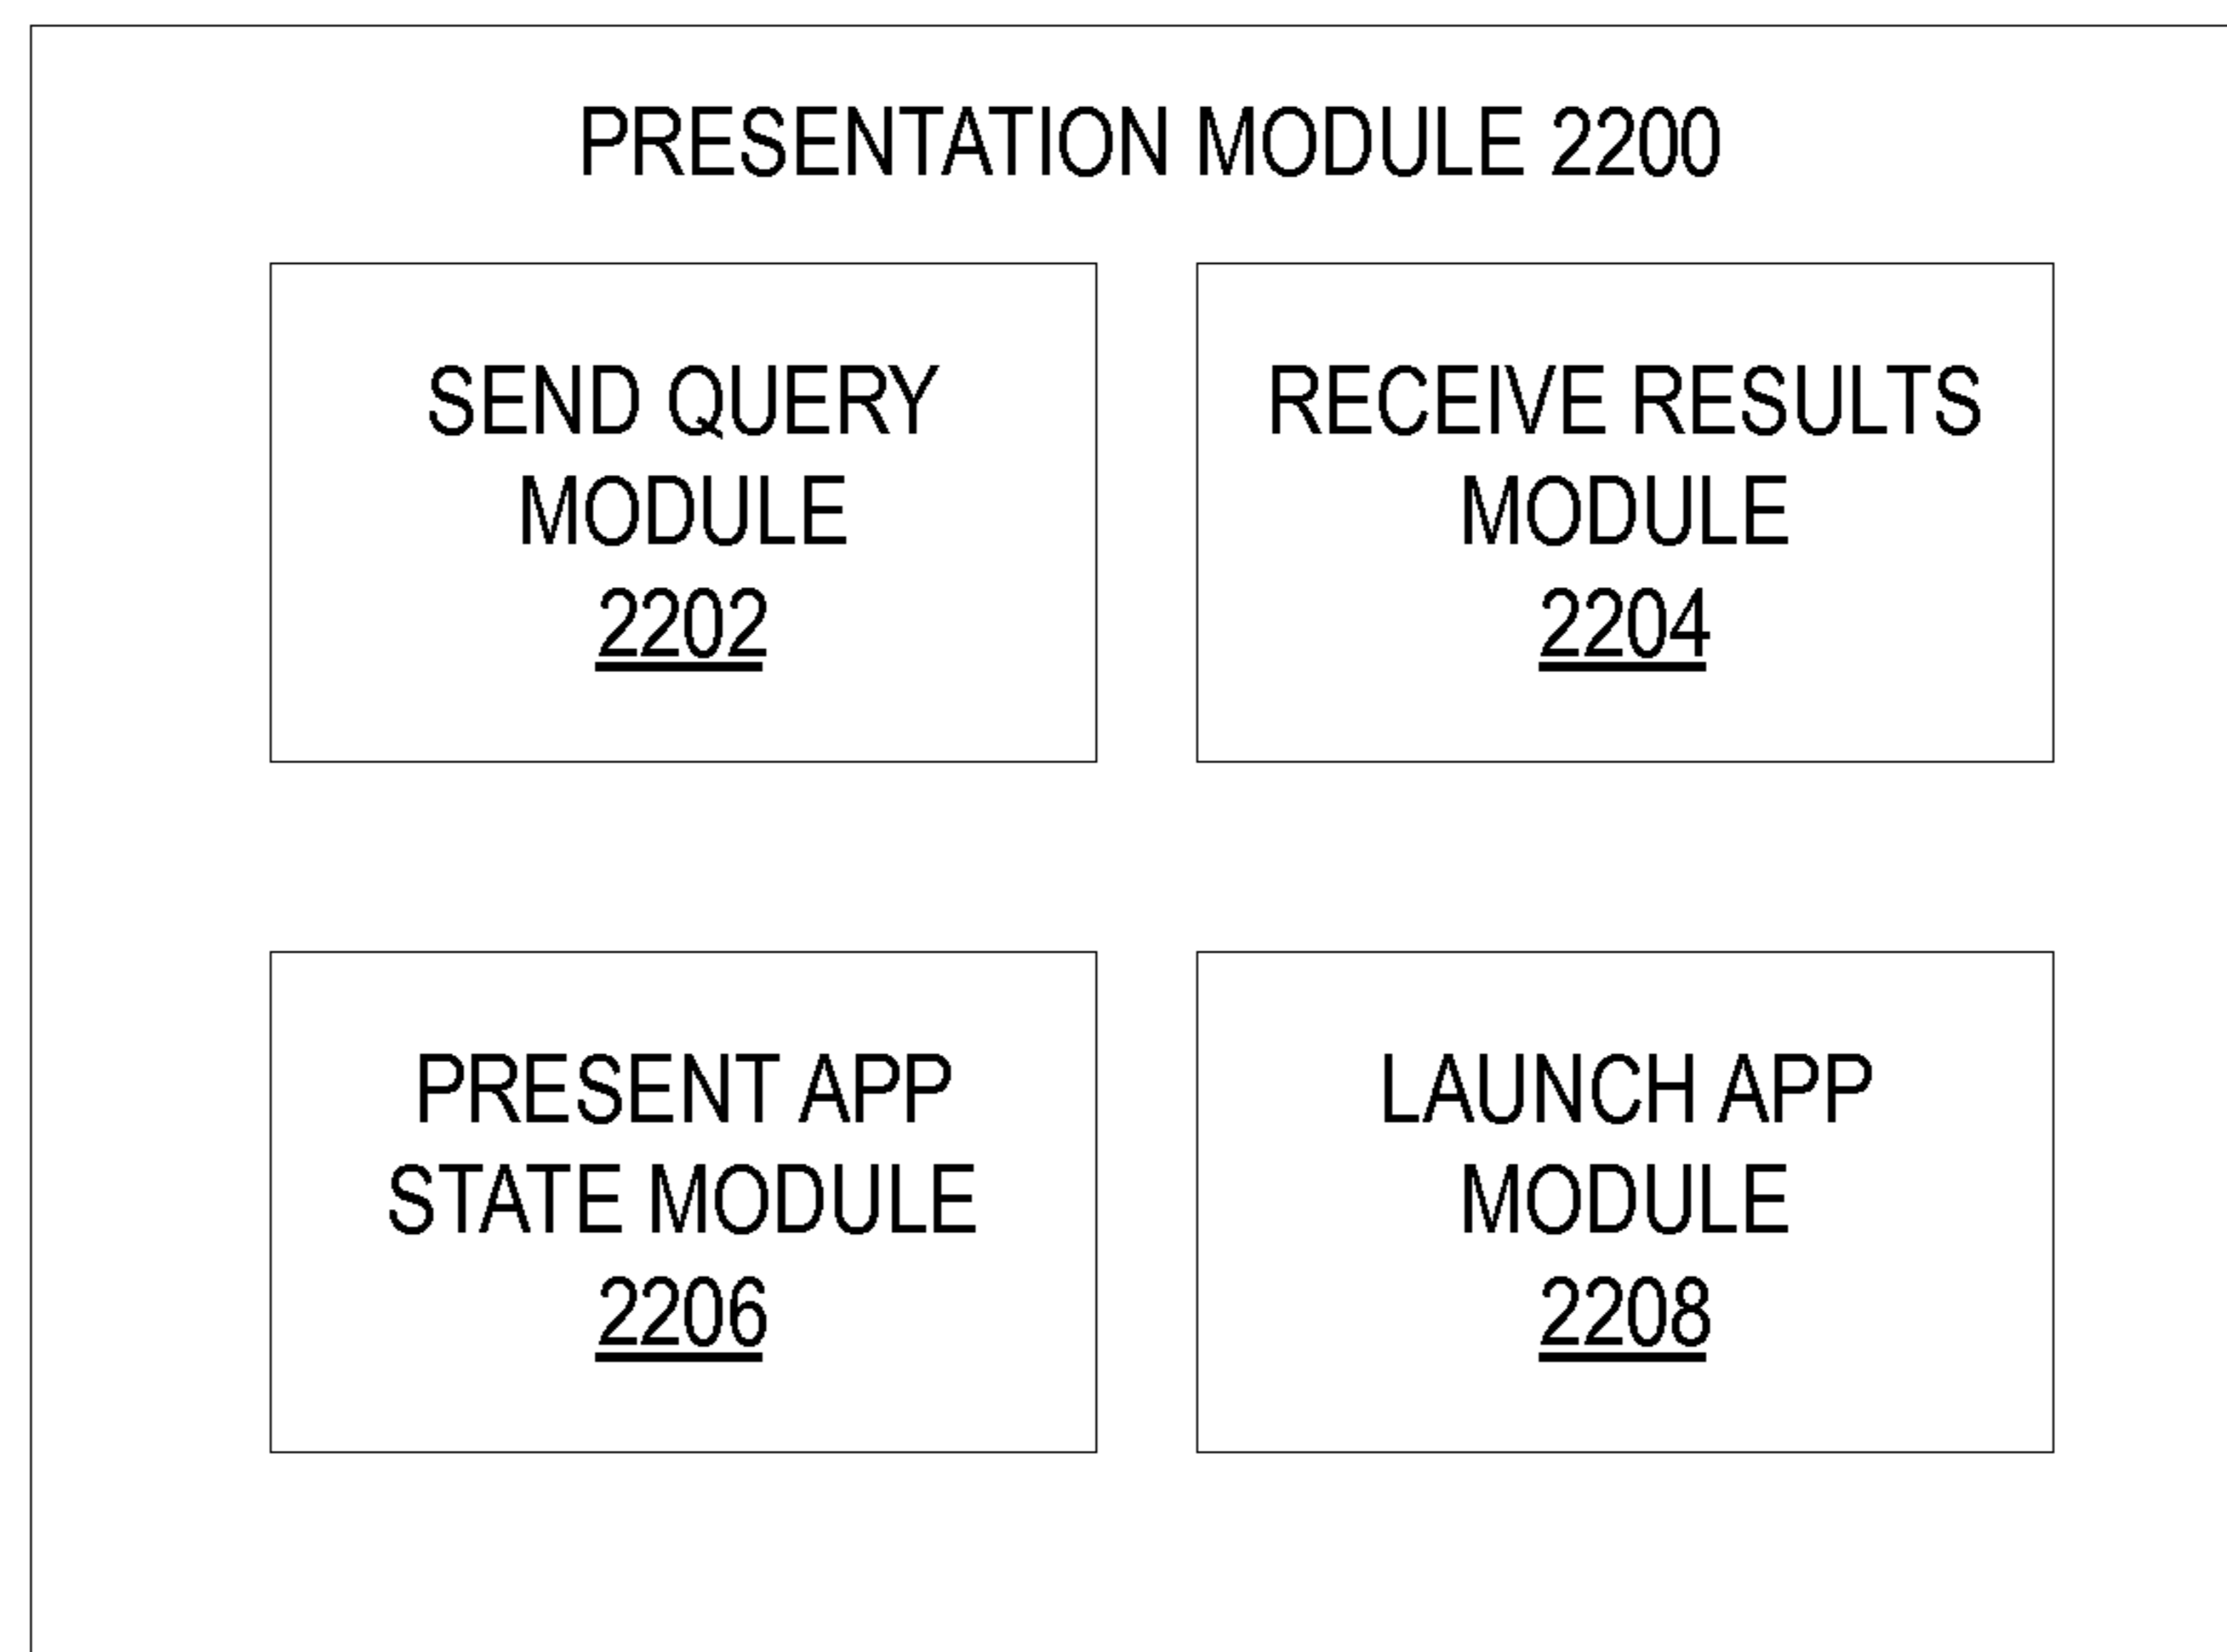 PRESENTATION MODULE 2200
SEND QUERY
MODULE
2202
RECEIVE RESULTS
MODULE
2204
PRESENT APP
STATE MODULE
2206
LAUNCH APP
MODULE
2208